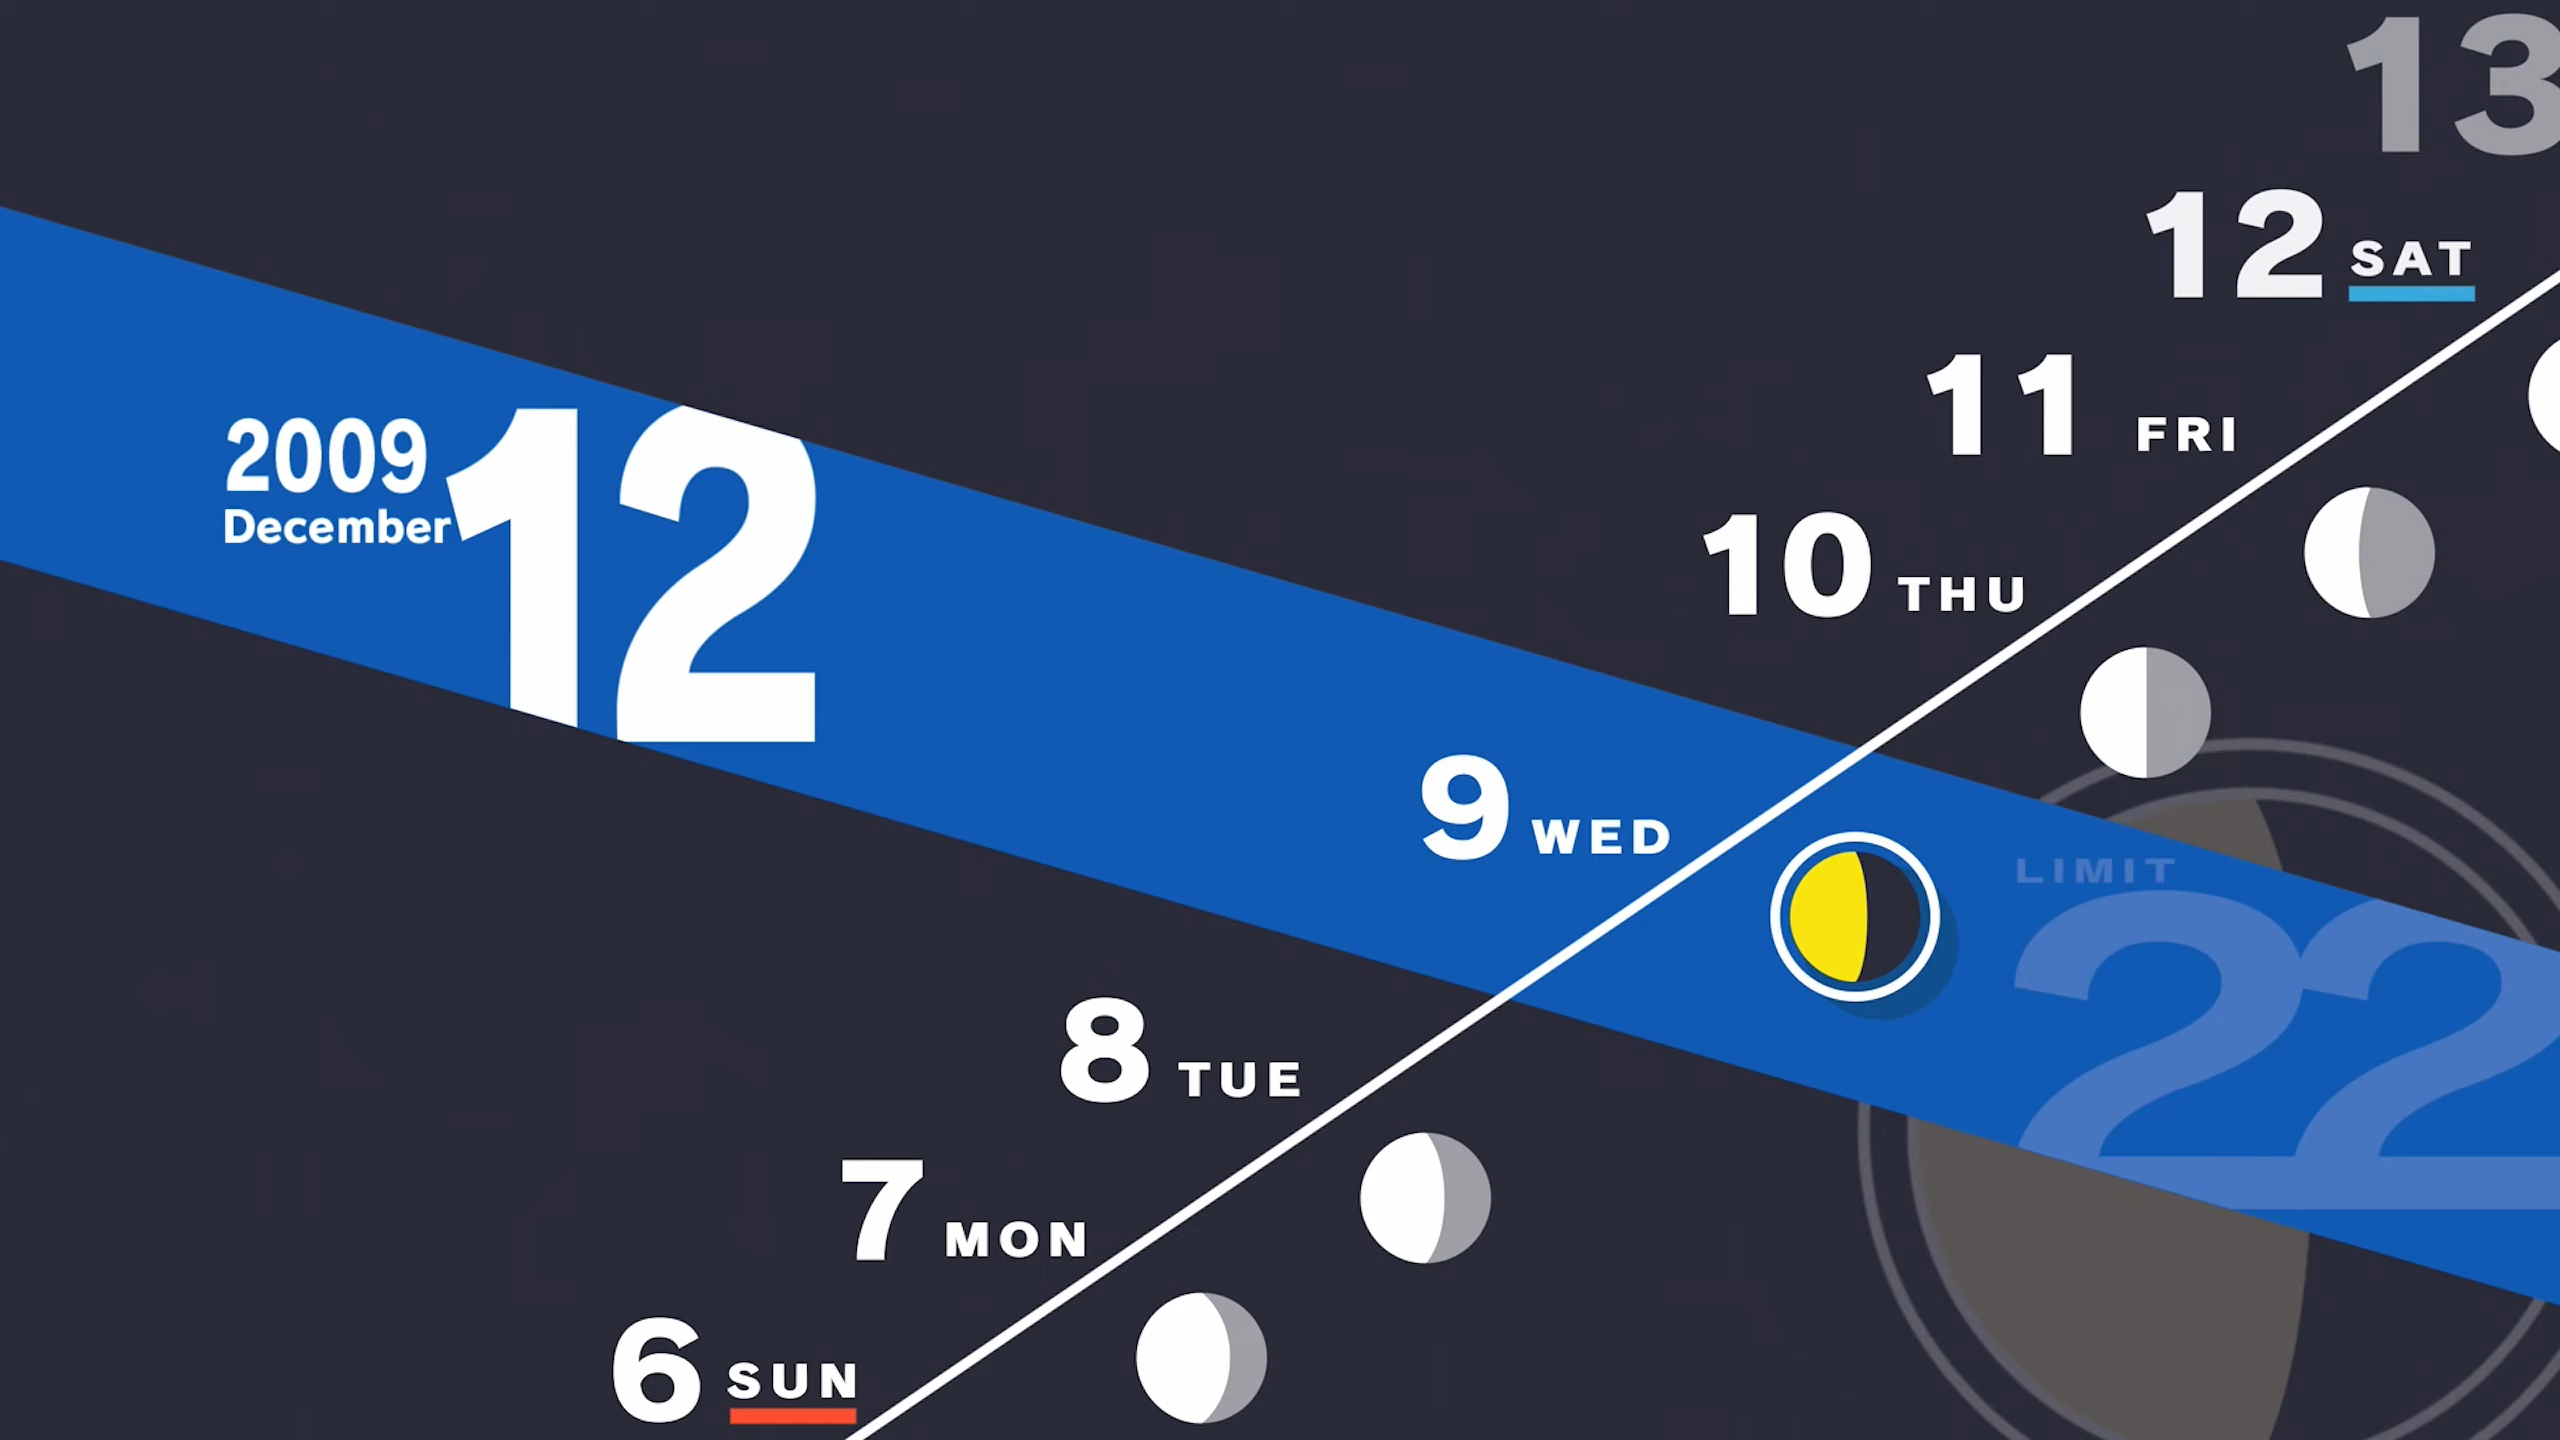 2009
December
12
13
12 SAT
11 FRI
10 THU
9 WED
8 TUE
7 MON
6 SUN
LIMIT
22